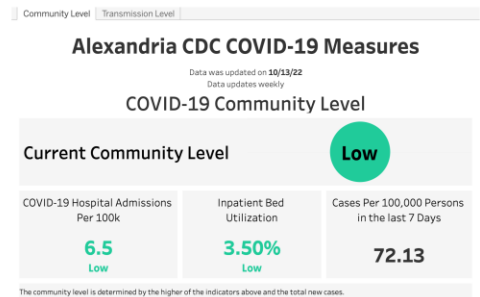 Community Level Transmission Level
Alexandria CDC COVID-19 Measures
Data was updated on 10/13/22
Data updates weekly
COVID-19 Community Level
Current Community Level
Low
COVID-19 Hospital Admissions
Per 100k
6.5
Low
Inpatient Bed
Utilization
3.50%
Low
Cases Per 100,000 Persons
in the last 7 Days
72.13
The community level is determined by the higher of the indicators above and the total new cases.